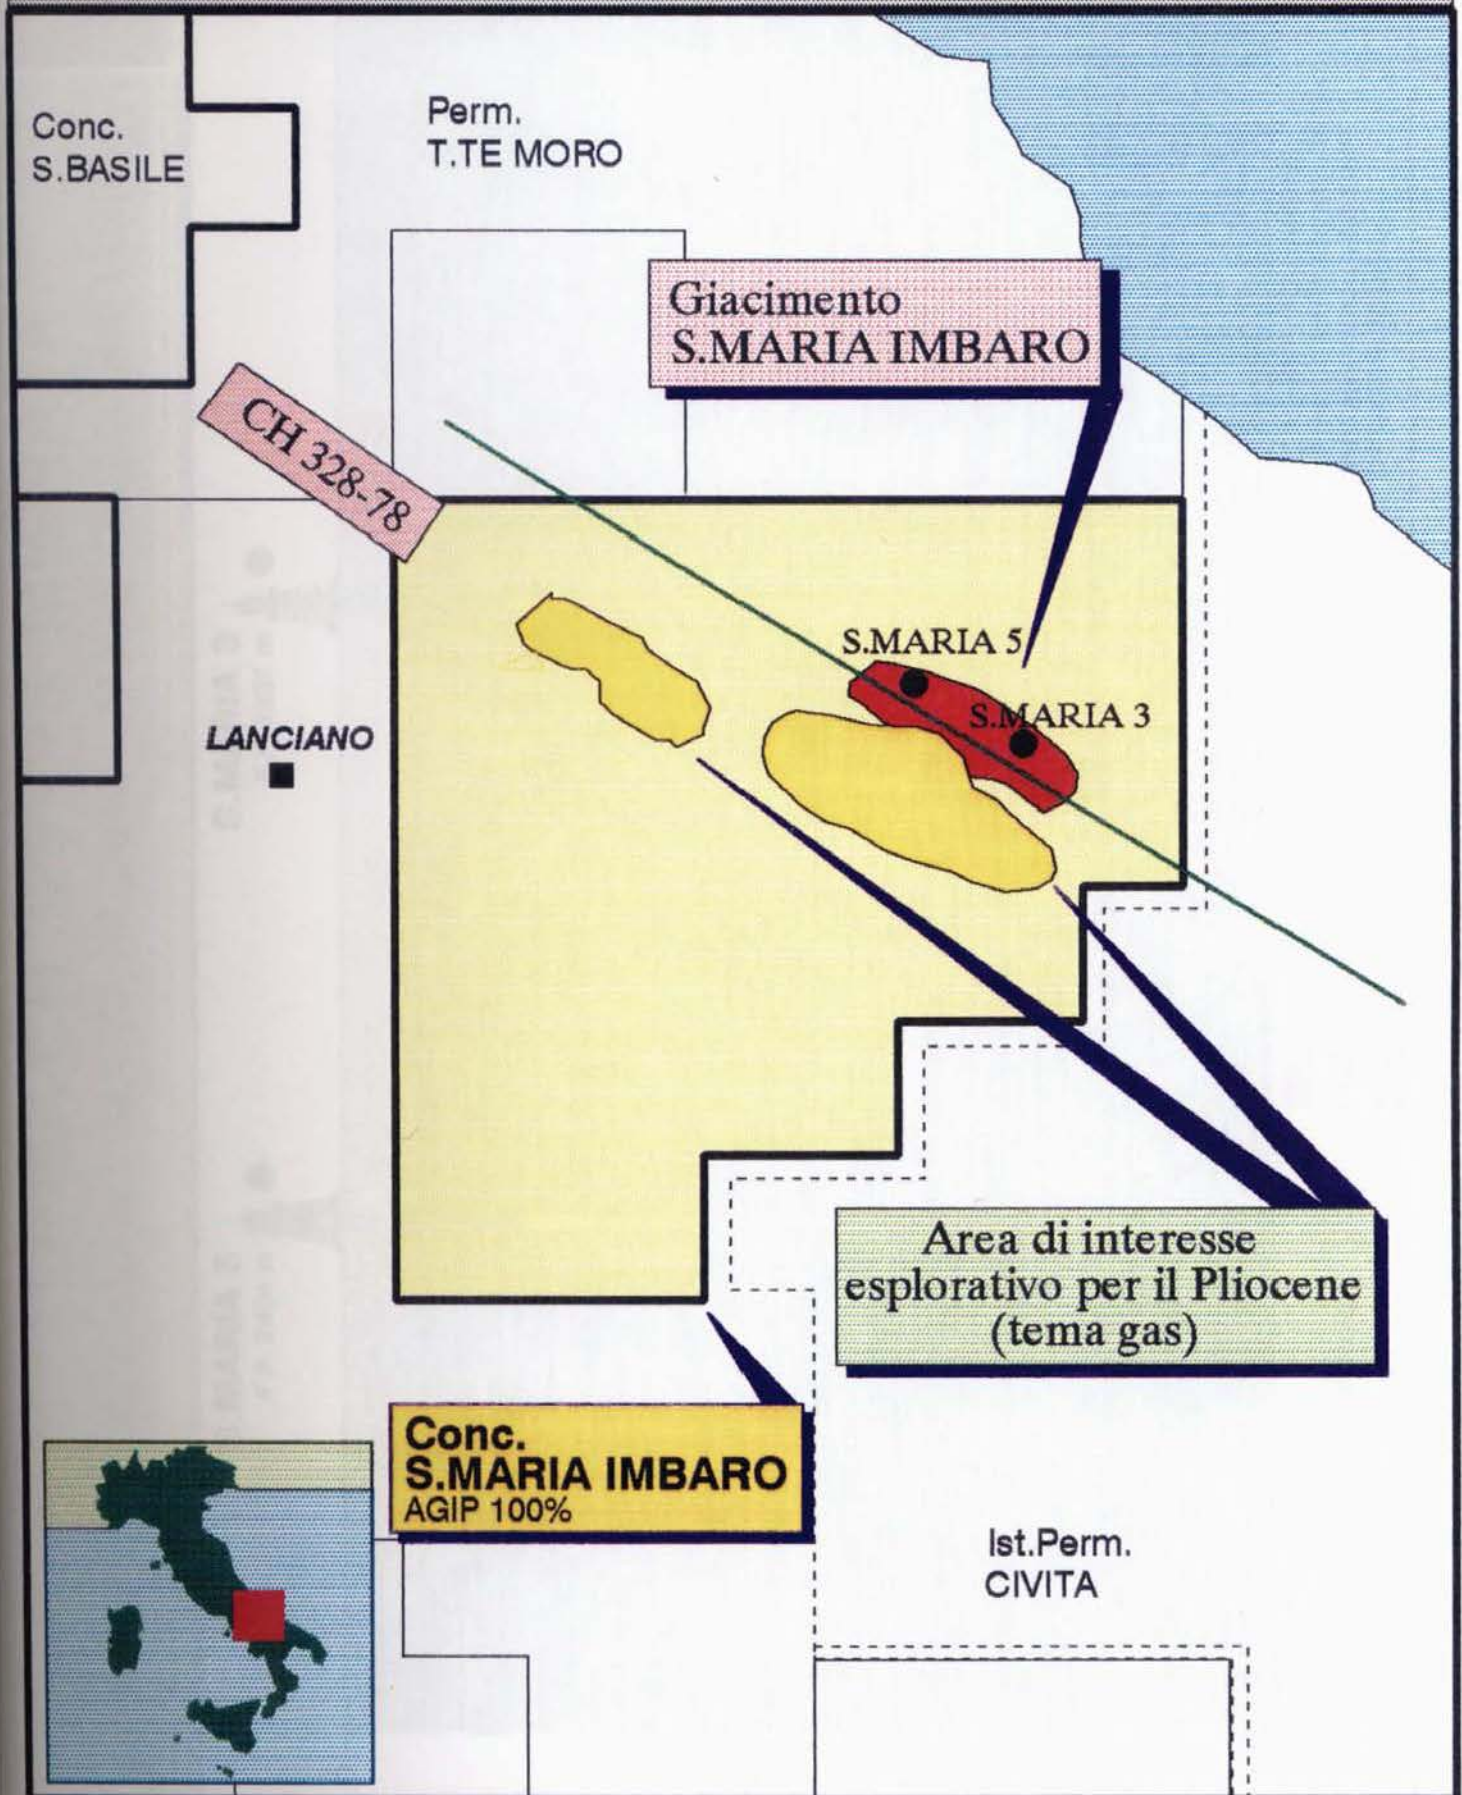 Conc.
S.BASILE
Perm.
T.TE MORO
Giacimento
S.MARIA IMBARO
CH 328-78
S.MARIA 5
S.MARIA 3
LANCIANO
Area di interesse
esplorativo per il Pliocene
(tema gas)
Conc.
S.MARIA IMBARO
AGIP 100%
Ist.Perm.
CIVITA